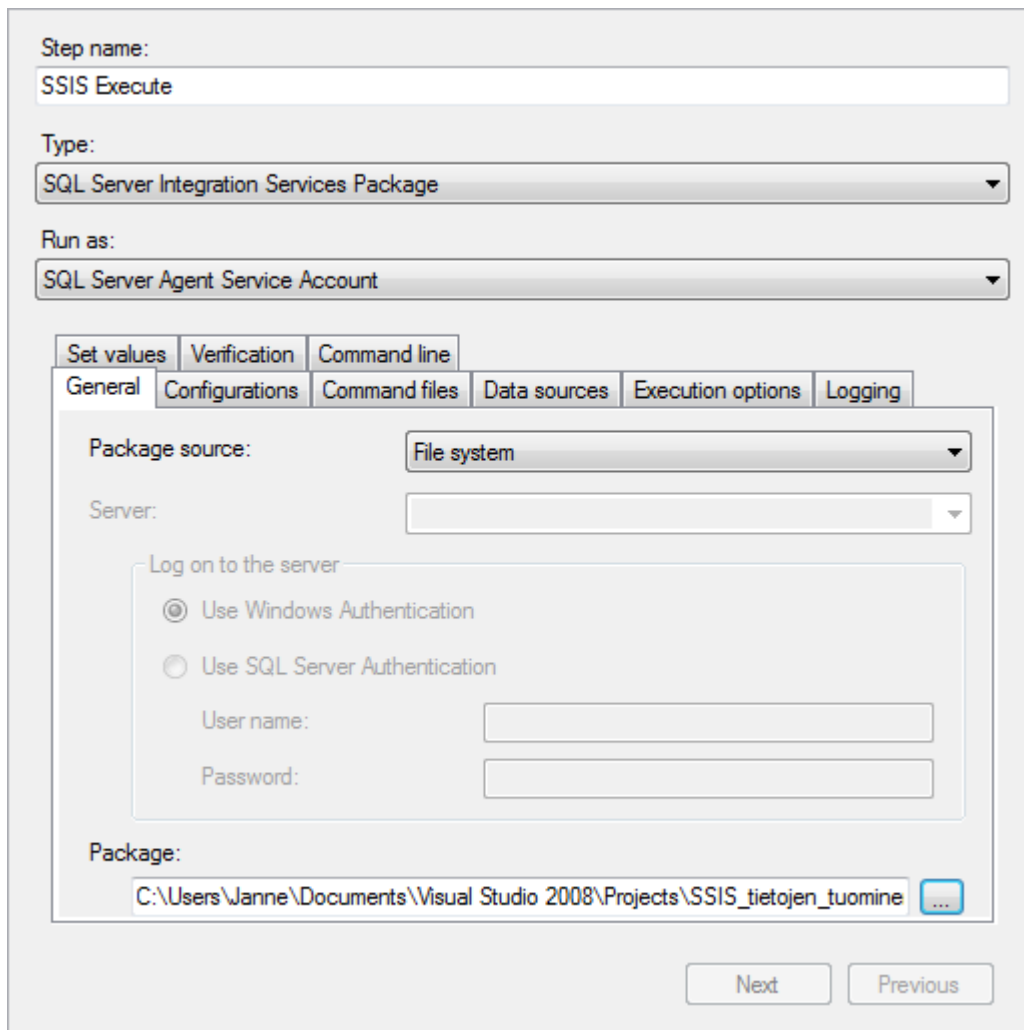 Step name:
SSIS Execute
Type:
SQL Server Integration Services Package
Run as:
SQL Server Agent Service Account
Set values Verification Command line
General Configurations Command files Data sources Execution options Logging
Package source: File system
Server:
Log on to the server
Use Windows Authentication
Use SQL Server Authentication
User name:
Password:
Package:
C:\Users\Janne\Documents\Visual Studio 2008\Projects\SSIS_tietojen_tuomine ...
Next Previous